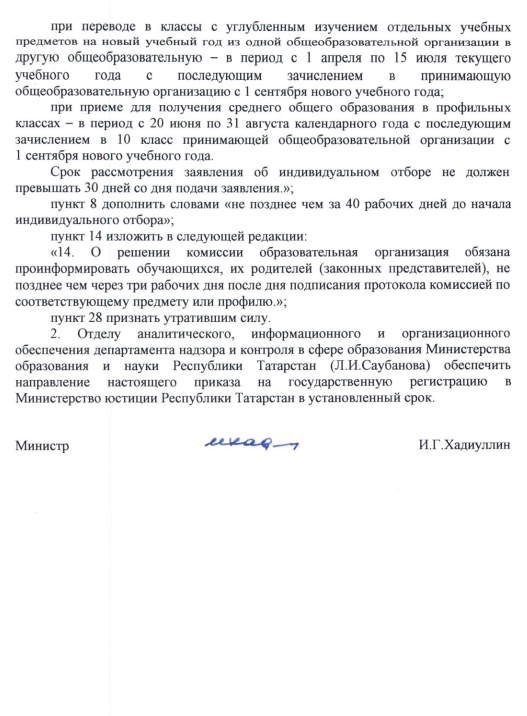 при переводе в классы с углубленным изучением отдельных учебных
предметов на новый учебный год из одной общеобразовательной организации в
другую общеобразовательную – в период с 1 апреля по 15 июля текущего
учебного года с последующим зачислением в принимающую
общеобразовательную организацию с 1 сентября нового учебного года;
при приеме для получения среднего общего образования в профильных
классах – в период с 20 июня по 31 августа календарного года с последующим
зачислением в 10 класс принимающей общеобразовательной организации с
1 сентября нового учебного года.
Срок рассмотрения заявления об индивидуальном отборе не должен
превышать 30 дней со дня подачи заявления.»;
пункт 8 дополнить словами «не позднее чем за 40 рабочих дней до начала
индивидуального отбора»;
пункт 14 изложить в следующей редакции:
«14. О решении комиссии образовательная организация обязана
проинформировать обучающихся, их родителей (законных представителей), не
позднее чем через три рабочих дня после дня подписания протокола комиссией по
соответствующему предмету или профилю.»;
пункт 28 признать утратившим силу.
2. Отделу аналитического, информационного и организационного
обеспечения департамента надзора и контроля в сфере образования Министерства
образования и науки Республики Татарстан (Л.И.Саубанова) обеспечить
направление настоящего приказа на государственную регистрацию в
Министерство юстиции Республики Татарстан в установленный срок.
Министр И.Г.Хадиуллин